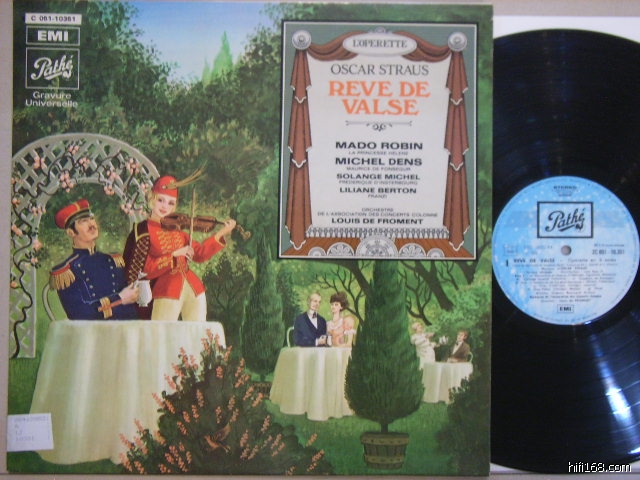 C 051-10351
EMI
Pathé
Gravure
Universelle
L'OPERETTE
OSCAR STRAUS
REVE DE
VALSE
MADO ROBIN
LA PRINCESSE HELENE
MICHEL DENS
MAURICE DE FONSEGUR
SOLANGE MICHEL
FREDERIQUE D'INSTERBOURG
LILIANE BERTON
FRANZI
ORCHESTRE
DE L'ASSOCIATION DES CONCERTS COLONNE
LOUIS DE FROMENT
STEREO
Pathé
REVE DE VALSE
EMI
hifi168.com